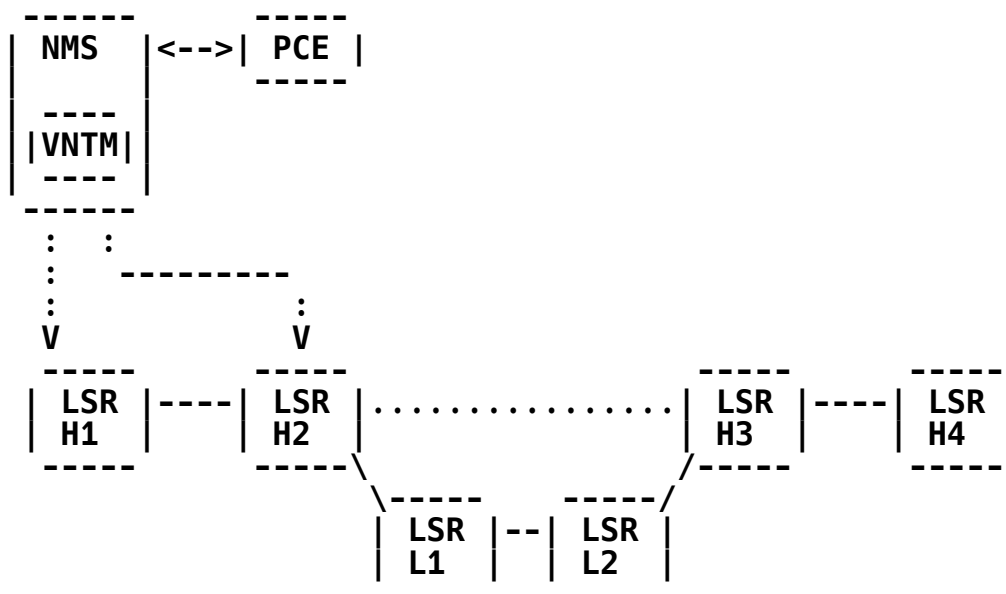 NMS PCE
VNTM
LSR LSR LSR LSR
H1 H2 H3 H4
LSR LSR
L1 L2